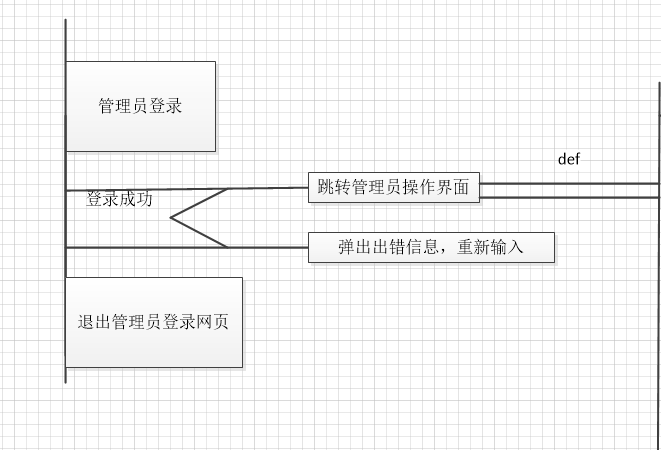 管理员登录
def
登录成功
跳转管理员操作界面
弹出出错信息，重新输入
退出管理员登录网页